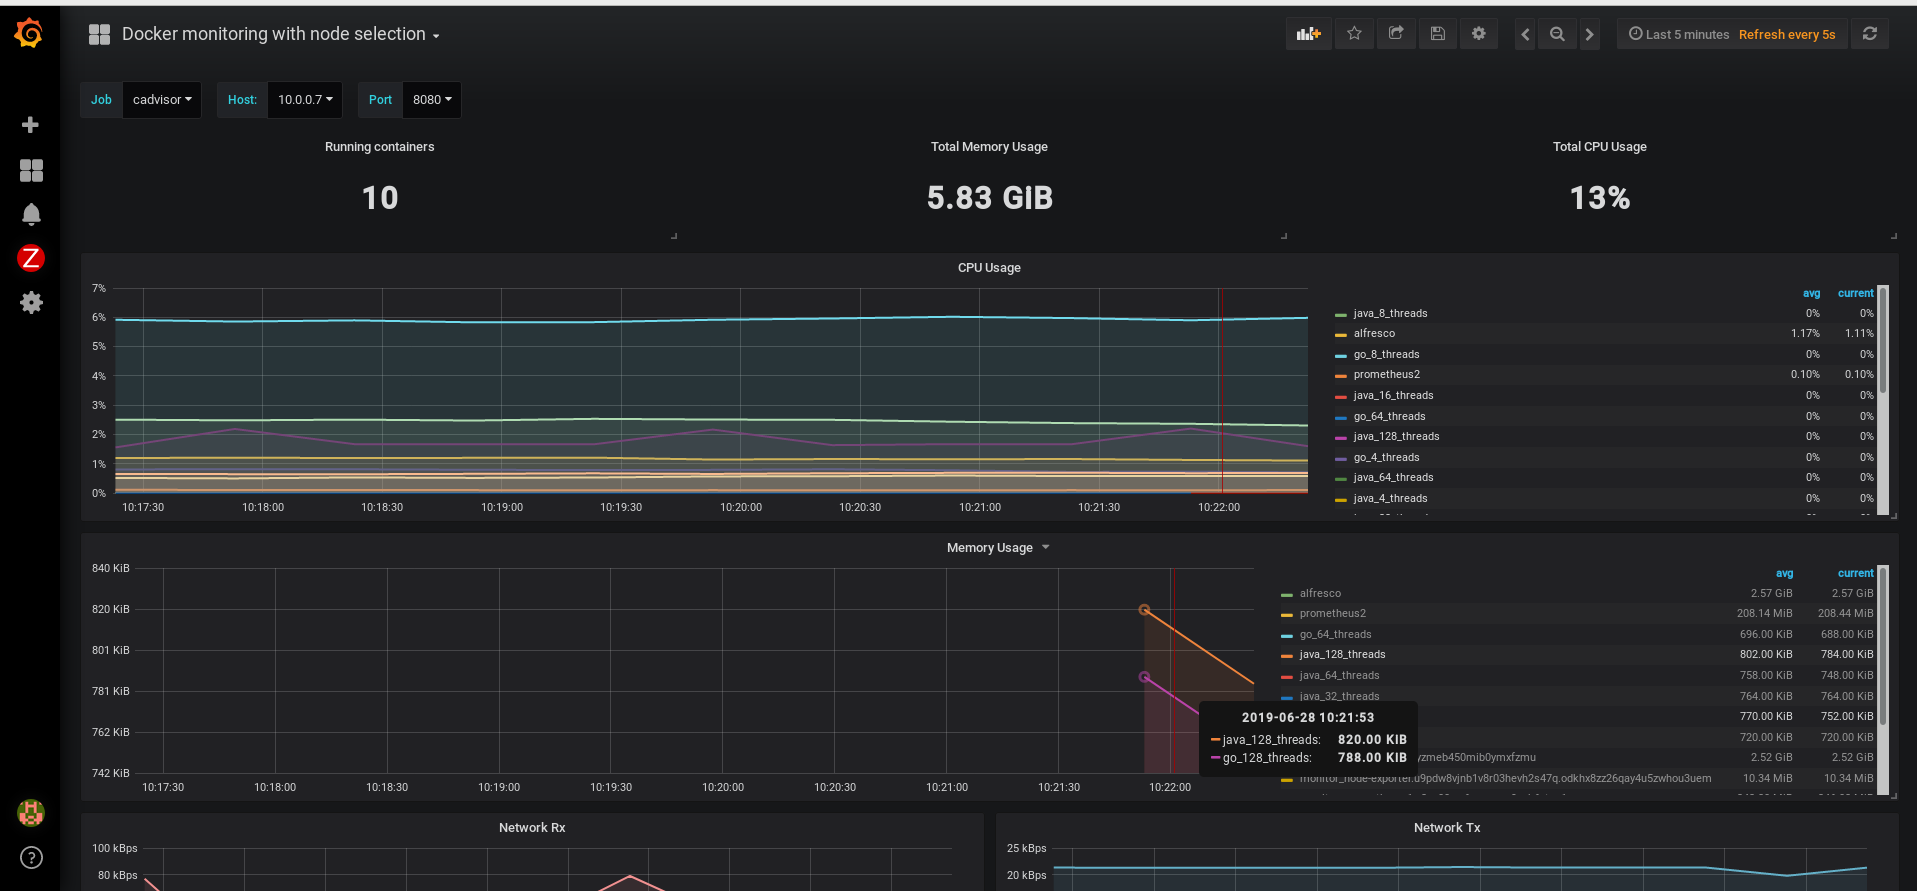 Docker monitoring with node selection
Last 5 minutes Refresh every 5s
Job cadvisor Host: 10.0.0.7 Port 8080
Running containers
10
Total Memory Usage
5.83 GiB
Total CPU Usage
13%
CPU Usage
7%
6%
5%
4%
3%
2%
1%
0%
10:17:30 10:18:00 10:18:30 10:19:00 10:19:30 10:20:00 10:20:30 10:21:00 10:21:30 10:22:00
avg current
java_8_threads 0% 0%
alfresco 1.17% 1.11%
go_8_threads 0% 0%
prometheus2 0.10% 0.10%
java_16_threads 0% 0%
go_64_threads 0% 0%
java_128_threads 0% 0%
go_4_threads 0% 0%
java_64_threads 0% 0%
java_4_threads 0% 0%
Memory Usage
840 KiB
820 KiB
801 KiB
781 KiB
762 KiB
742 KiB
10:17:30 10:18:00 10:18:30 10:19:00 10:19:30 10:20:00 10:20:30 10:21:00 10:21:30 10:22:00
avg current
alfresco 2.57 GiB 2.57 GiB
prometheus2 208.14 MiB 208.44 MiB
go_64_threads 696.00 KiB 688.00 KiB
java_128_threads 802.00 KiB 784.00 KiB
java_64_threads 758.00 KiB 748.00 KiB
java_32_threads 764.00 KiB 764.00 KiB
770.00 KiB 752.00 KiB
720.00 KiB 720.00 KiB
yzmeb450mib0ymxfzmu 2.52 GiB 2.52 GiB
monitor_node-exporter.u9pdw8vjnb1v8r03hevh2s47q.odkhx8zz26qay4u5zwhou3uem 10.34 MiB 10.34 MiB
2019-06-28 10:21:53
java_128_threads: 820.00 KiB
go_128_threads: 788.00 KiB
Network Rx
100 kBps
80 kBps
Network Tx
25 kBps
20 kBps